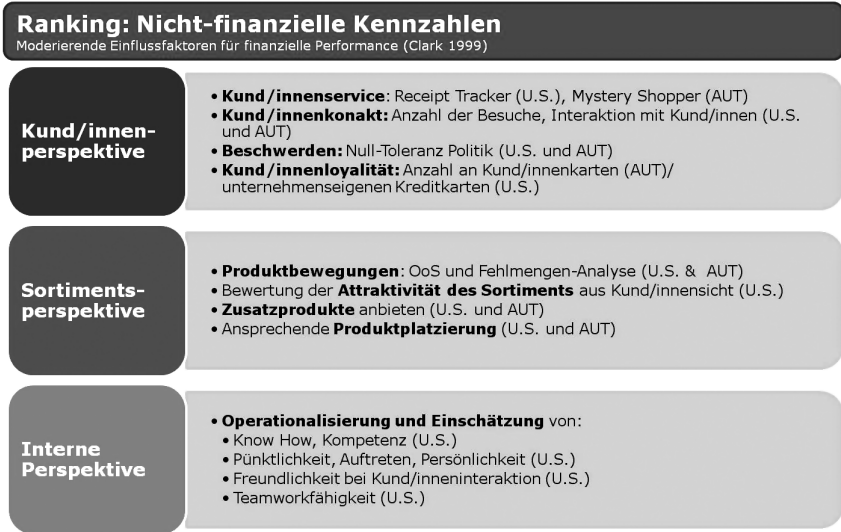 Ranking: Nicht-finanzielle Kennzahlen
Moderierende Einflussfaktoren für finanzielle Performance (Clark 1999)
Kund/innen-
perspektive
• Kund/innenservice: Receipt Tracker (U.S.), Mystery Shopper (AUT)
• Kund/innenkonakt: Anzahl der Besuche, Interaktion mit Kund/innen (U.S.
und AUT)
• Beschwerden: Null-Toleranz Politik (U.S. und AUT)
• Kund/innenloyalität: Anzahl an Kund/innenkarten (AUT)/
unternehmenseigenen Kreditkarten (U.S.)
Sortiments-
perspektive
• Produktbewegungen: OoS und Fehlmengen-Analyse (U.S. & AUT)
• Bewertung der Attraktivität des Sortiments aus Kund/innensicht (U.S.)
• Zusatzprodukte anbieten (U.S. und AUT)
• Ansprechende Produktplatzierung (U.S. und AUT)
Interne
Perspektive
• Operationalisierung und Einschätzung von:
• Know How, Kompetenz (U.S.)
• Pünktlichkeit, Auftreten, Persönlichkeit (U.S.)
• Freundlichkeit bei Kund/inneninteraktion (U.S.)
• Teamworkfähigkeit (U.S.)